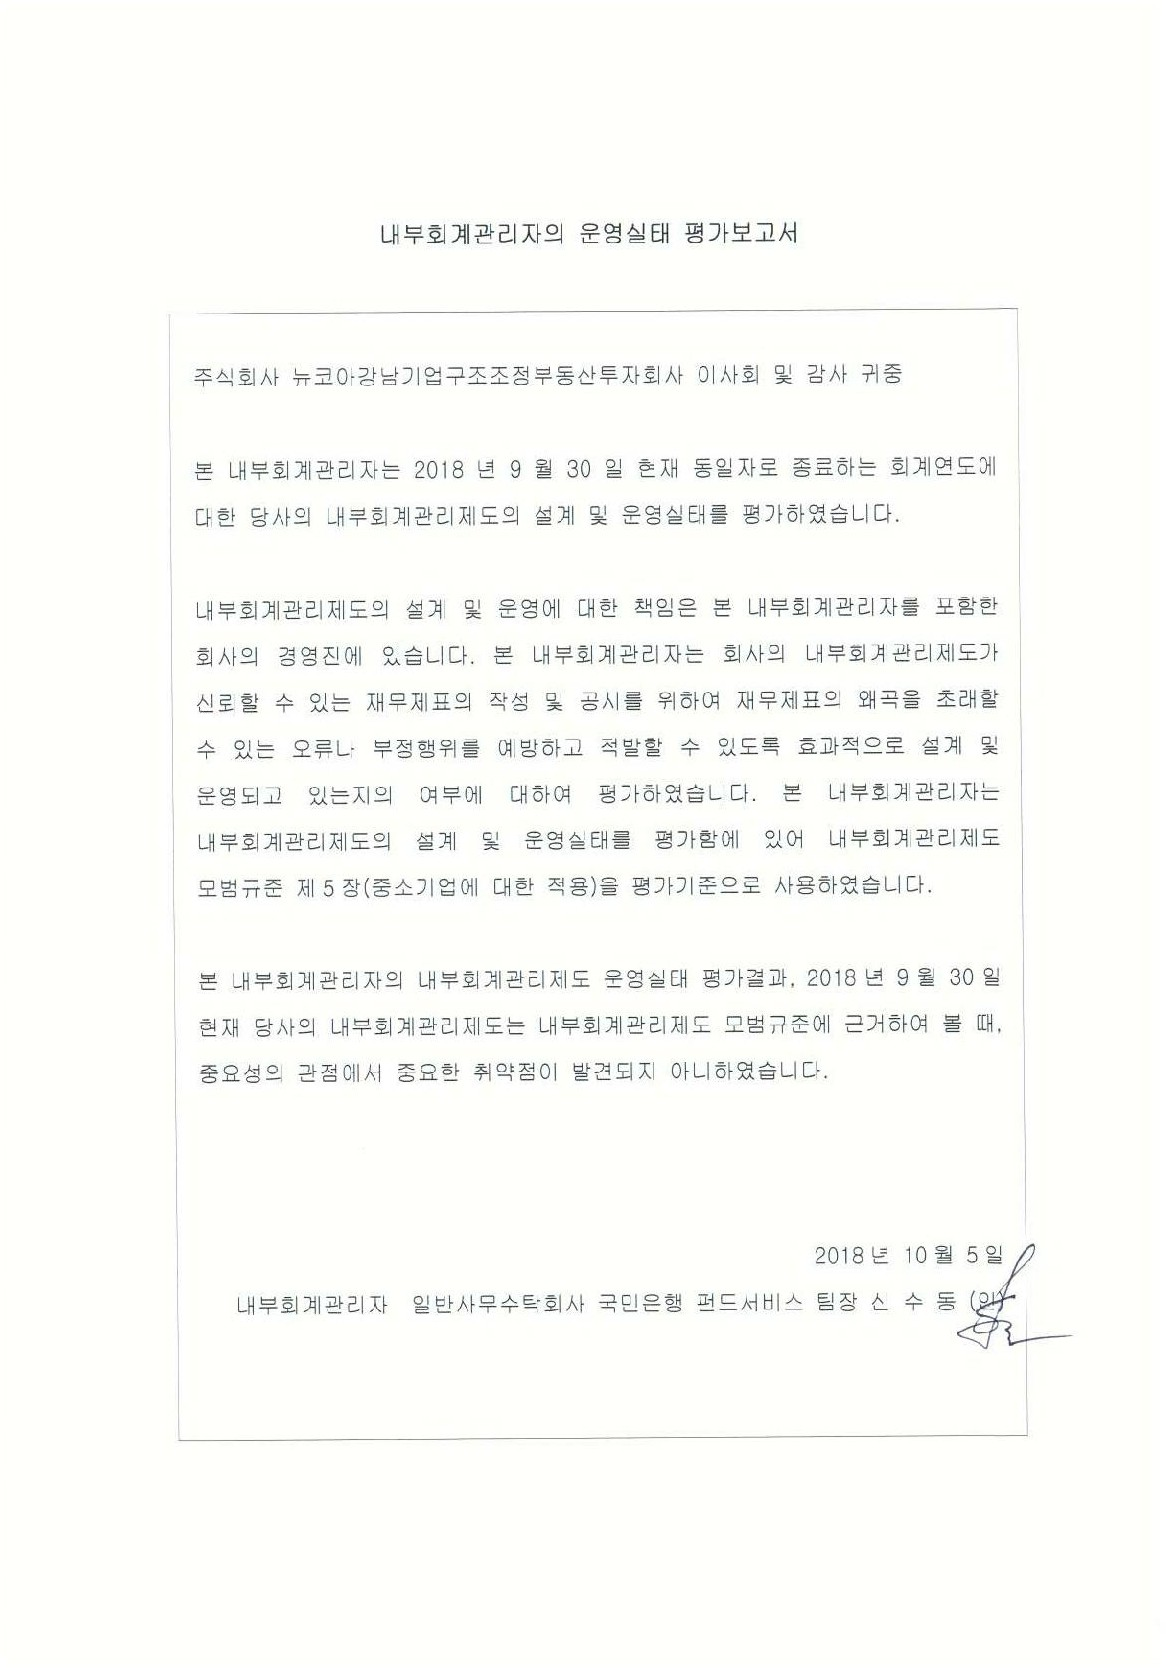 내부회계관리자의 운영실태 평가보고서
주식회사 뉴코아강남기업구조조정부동산투자회사 이사회 및 감사 귀중
본 내부회계관리자는 2018 년 9 월 30 일 현재 동일자로 종료하는 회계연도에
대한 당사의 내부회계관리제도의 설계 및 운영실태를 평가하였습니다.
내부회계관리제도의 설계 및 운영에 대한 책임은 본 내부회계관리자를 포함한
회사의 경영진에 있습니다. 본 내부회계관리자는 회사의 내부회계관리제도가
신뢰할 수 있는 재무제표의 작성 및 공시를 위하여 재무제표의 왜곡을 초래할
수 있는 오류나 부정행위를 예방하고 적발할 수 있도록 효과적으로 설계 및
운영되고 있는지의 여부에 대하여 평가하였습니다. 본 내부회계관리자는
내부회계관리제도의 설계 및 운영실태를 평가함에 있어 내부회계관리제도
모범규준 제 5 장(중소기업에 대한 적용)을 평가기준으로 사용하였습니다.
본 내부회계관리자의 내부회계관리제도 운영실태 평가결과, 2018 년 9 월 30 일
현재 당사의 내부회계관리제도는 내부회계관리제도 모범규준에 근거하여 볼 때,
중요성의 관점에서 중요한 취약점이 발견되지 아니하였습니다.
2018 년 10 월 5 일
내부회계관리자 일반사무수탁회사 국민은행 펀드서비스 팀장 신 수 동 (인)